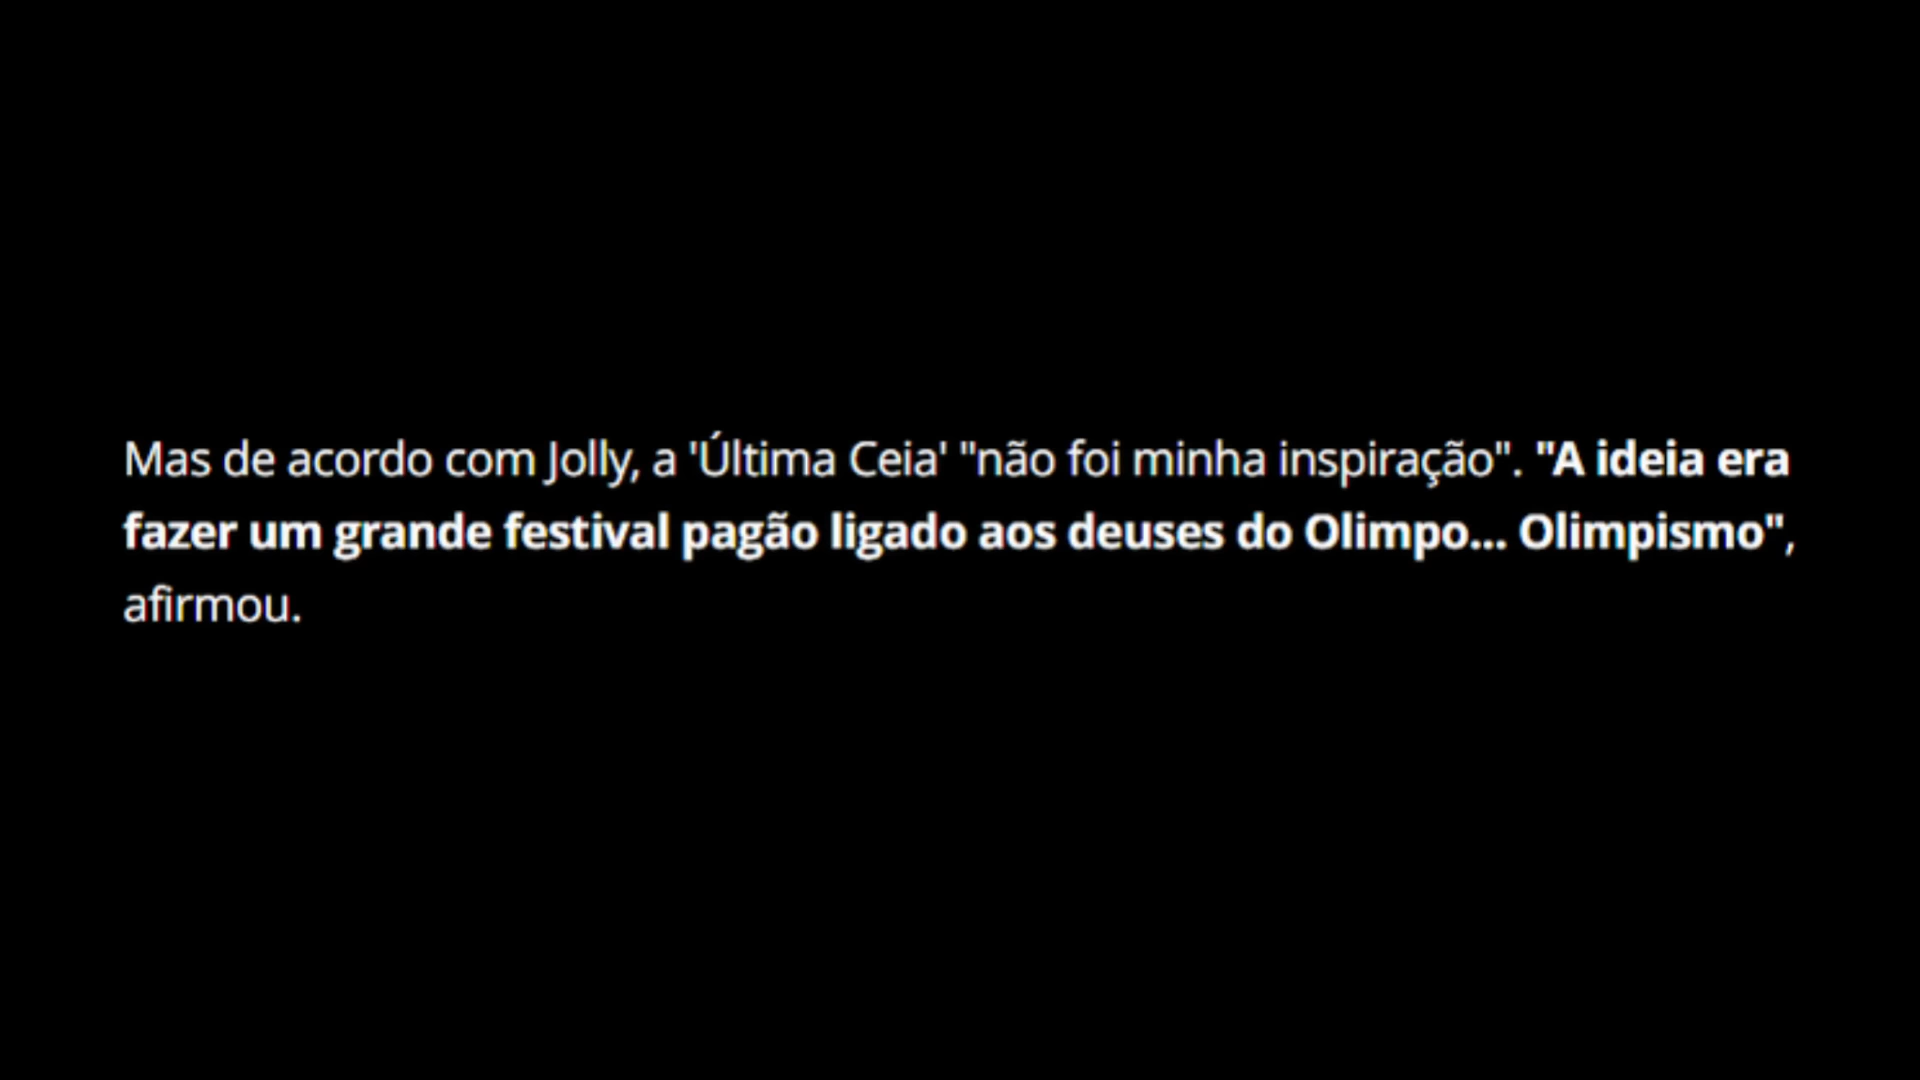 Mas de acordo com Jolly, a 'Última Ceia' "não foi minha inspiração". "A ideia era
fazer um grande festival pagão ligado aos deuses do Olimpo... Olimpismo",
afirmou.